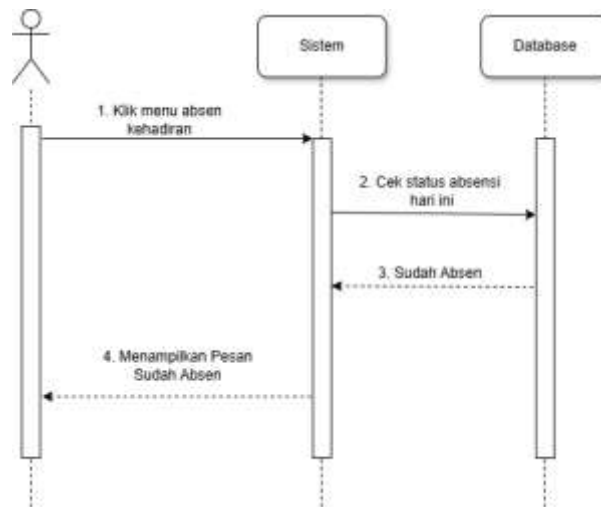 Sistem
Database
1. Klik menu absen
kehadiran
2. Cek status absensi
hari ini
3. Sudah Absen
4. Menampilkan Pesan
Sudah Absen